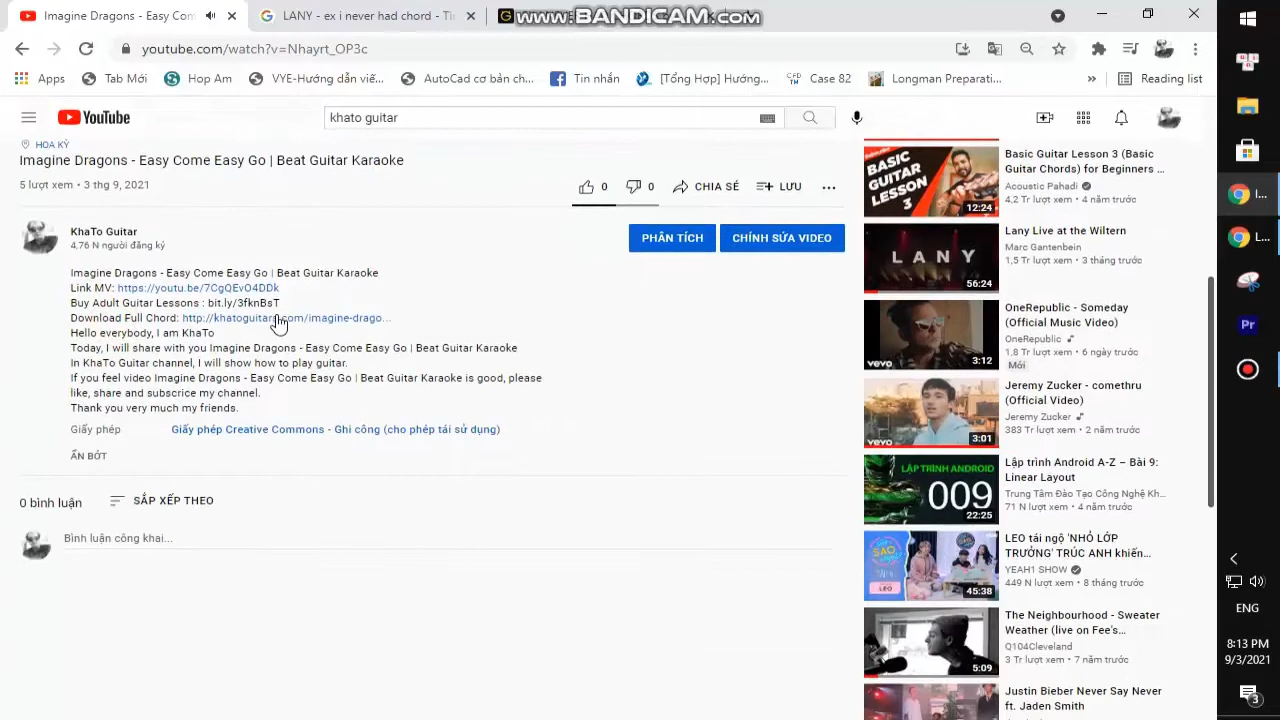 Imagine Dragons - Easy Com
LANY - ex i never had chord - Th
www.BANDICAM.com
youtube.com/watch?v=Nhayrt_OP3c
Apps
Tab Mới
Hop Am
VYE-Hướng dẫn viế...
AutoCad cơ bản ch...
Tin nhắn
[Tổng Hợp] Hướng...
Case 82
Longman Preparati...
»
Reading list
YouTube
khato guitar
HOA KỲ
Imagine Dragons - Easy Come Easy Go | Beat Guitar Karaoke
5 lượt xem • 3 thg 9, 2021
0
0
CHIA SẺ
LƯU
KhaTo Guitar
4,76 N người đăng ký
PHÂN TÍCH
CHỈNH SỬA VIDEO
Imagine Dragons - Easy Come Easy Go | Beat Guitar Karaoke
Link MV: https://youtu.be/7CgQEvO4DDk
Buy Adult Guitar Lessons : bit.ly/3fknBsT
Download Full Chord: http://khatoguitars.com/imagine-drago...
Hello everybody, I am KhaTo
Today, I will share with you Imagine Dragons - Easy Come Easy Go | Beat Guitar Karaoke
In KhaTo Guitar channel, I will show how to play guitar.
If you feel video Imagine Dragons - Easy Come Easy Go | Beat Guitar Karaoke is good, please
like, share and subscrice my channel.
Thank you very much my friends.
Giấy phép
Giấy phép Creative Commons - Ghi công (cho phép tái sử dụng)
ẨN BỚT
0 bình luận
SẮP XẾP THEO
Bình luận công khai...
BASIC
GUITAR
LESSON
3
12:24
Basic Guitar Lesson 3 (Basic
Guitar Chords) for Beginners ...
Acoustic Pahadi
4,2 Tr lượt xem • 4 năm trước
LANY
56:24
Lany Live at the Wiltern
Marc Gantenbein
1,5 Tr lượt xem • 3 tháng trước
vevo
3:12
OneRepublic - Someday
(Official Music Video)
OneRepublic
1,8 Tr lượt xem • 6 ngày trước
Mới
vevo
3:01
Jeremy Zucker - comethru
(Official Video)
Jeremy Zucker
383 Tr lượt xem • 2 năm trước
LẬP TRÌNH ANDROID
009
22:25
Lập trình Android A-Z – Bài 9:
Linear Layout
Trung Tâm Đào Tạo Công Nghệ Kh...
71 N lượt xem • 4 năm trước
SAO
LEO
45:38
LEO tái ngộ 'NHỎ LỚP
TRƯỞNG' TRÚC ANH khiến...
YEAH1 SHOW
449 N lượt xem • 8 tháng trước
5:09
The Neighbourhood - Sweater
Weather (live on Fee's...
Q104Cleveland
3 Tr lượt xem • 7 năm trước
Justin Bieber Never Say Never
ft. Jaden Smith
I...
L...
Pr
ENG
8:13 PM
9/3/2021
3